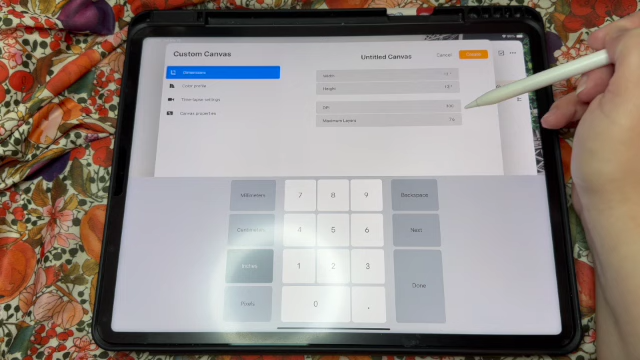 Custom Canvas
Untitled Canvas
Cancel
Create
Dimensions
Color profile
Time-lapse settings
Canvas properties
Width
Height
DPI
Maximum Layers
Millimeters
7
8
9
Backspace
Centimeters
4
5
6
Next
Inches
1
2
3
Done
Pixels
0
.